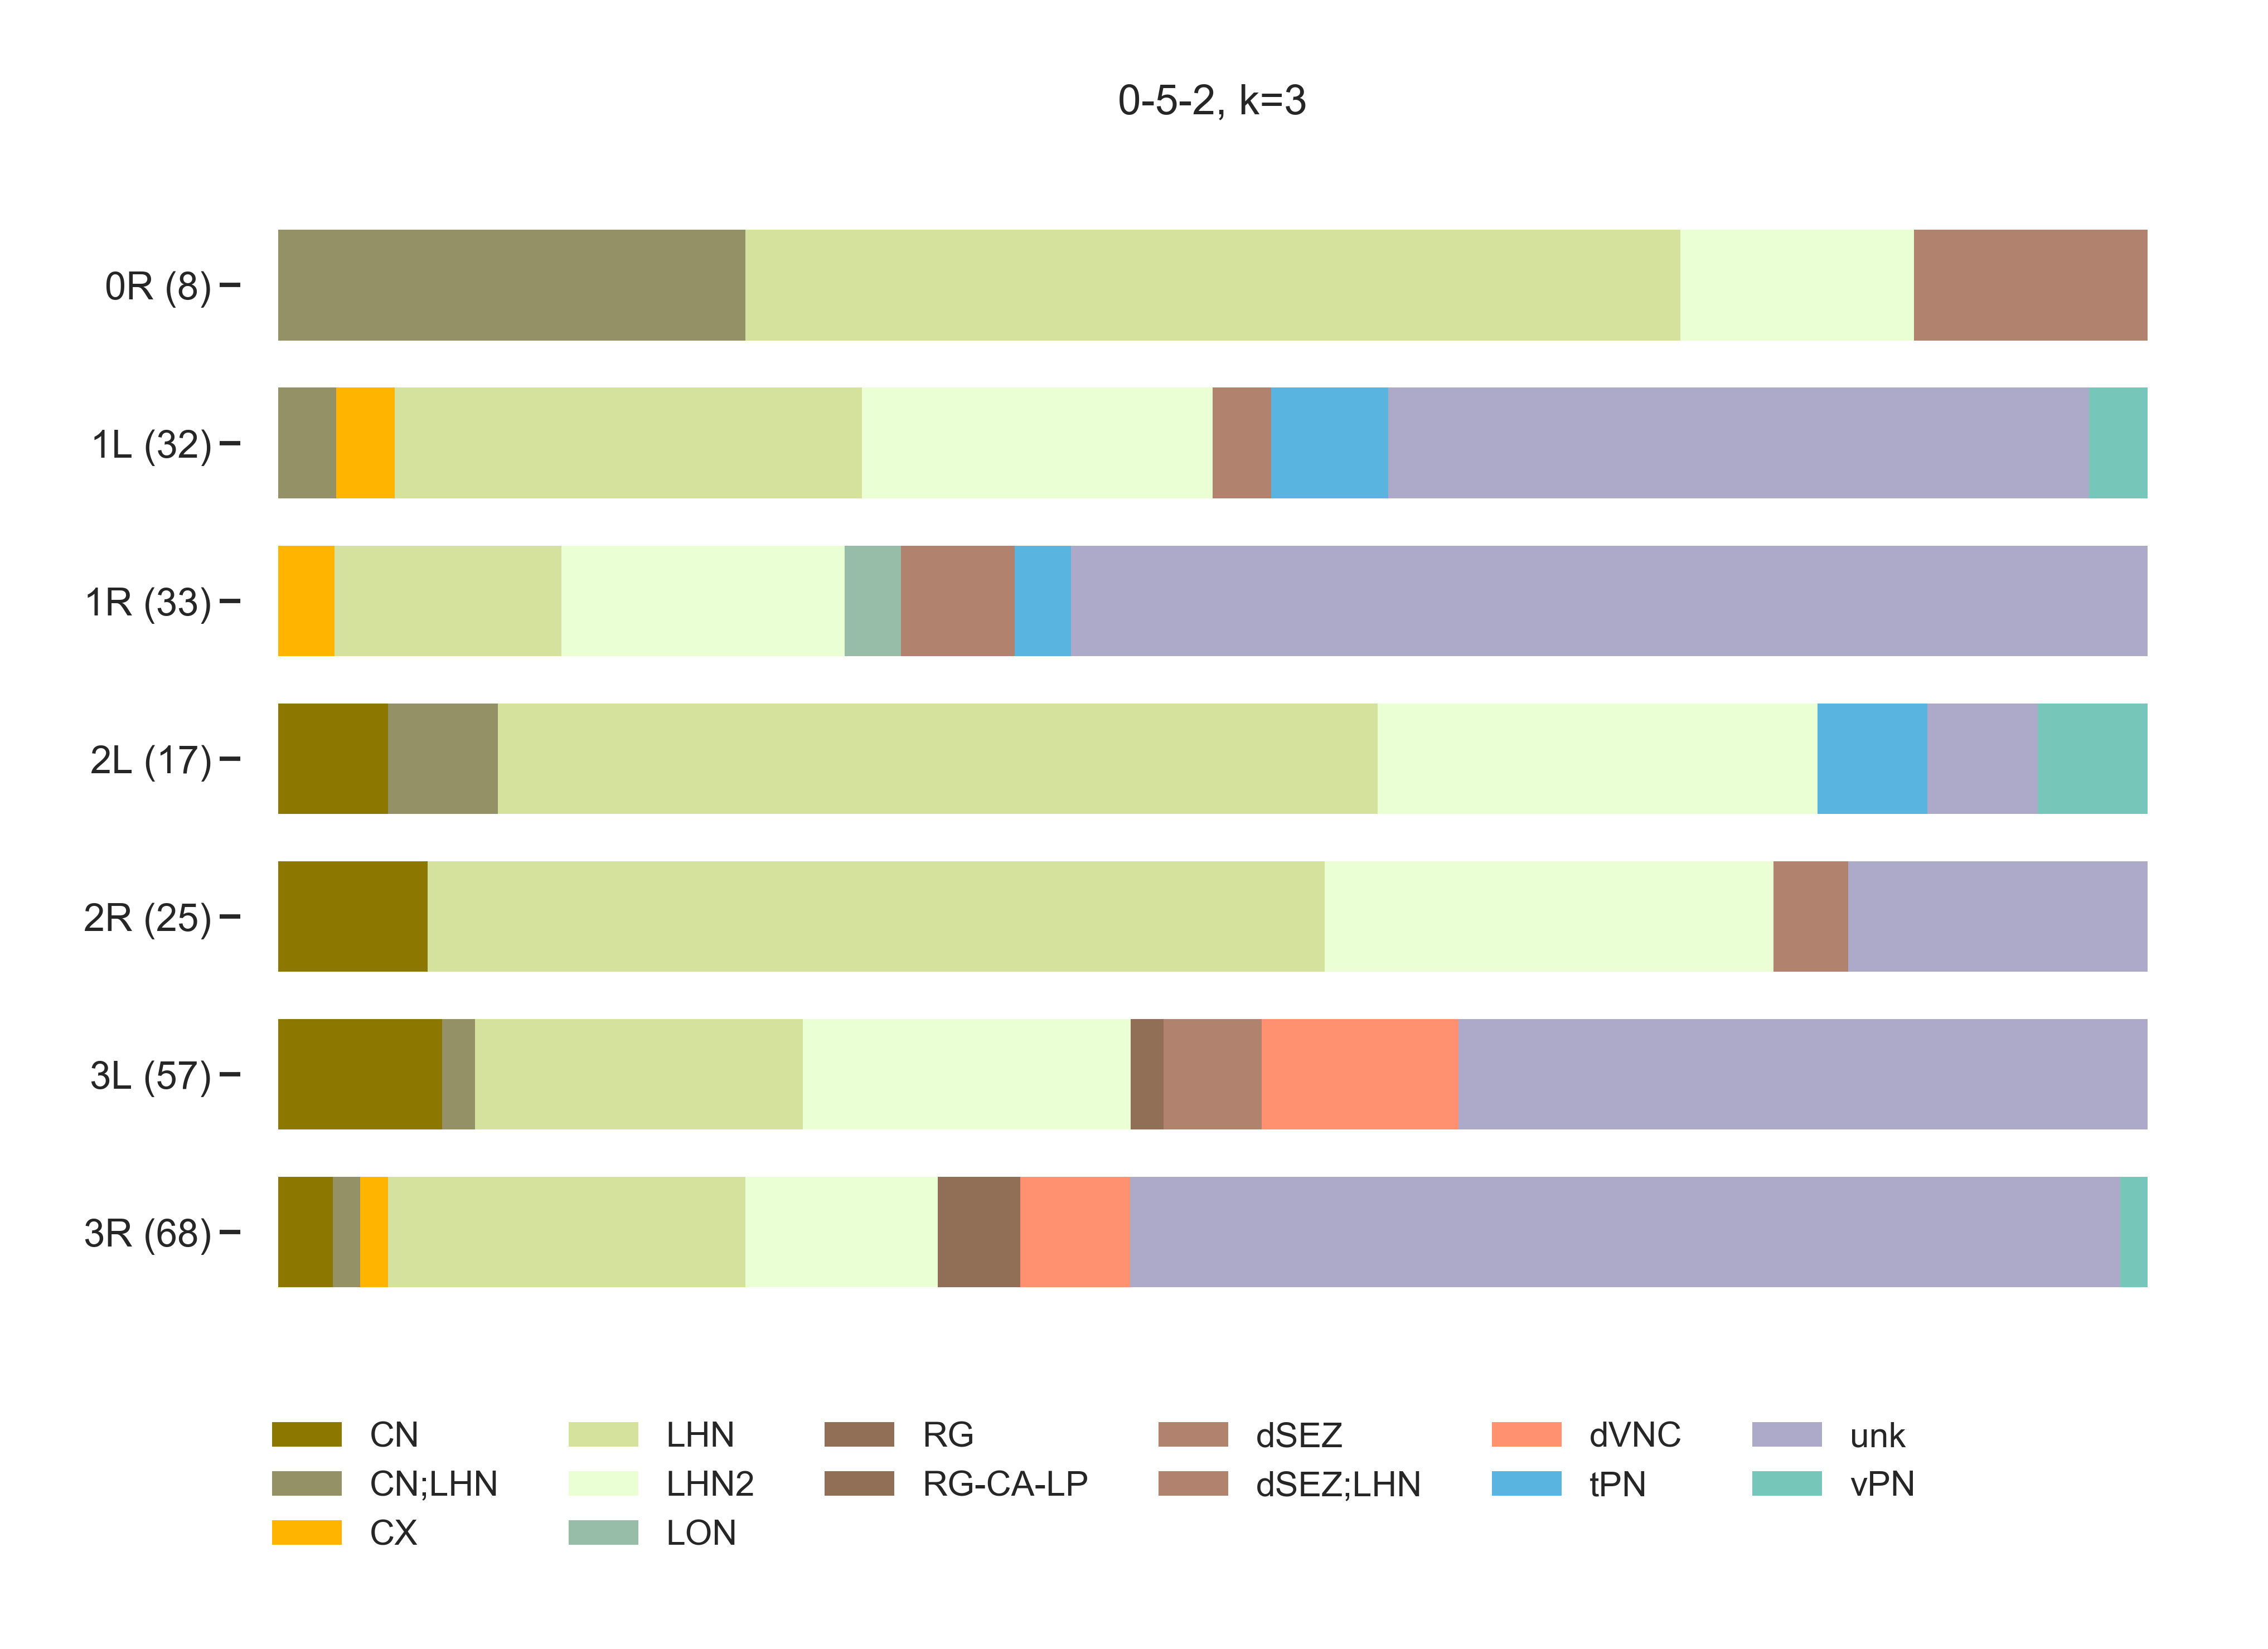 0-5-2, k=3
0R (8)
1L (32)
1R (33)
2L (17)
2R (25)
3L (57)
3R (68)
CN LHN RG dSEZ dVNC unk
CN;LHN LHN2 RG-CA-LP dSEZ;LHN tPN vPN
CX LON